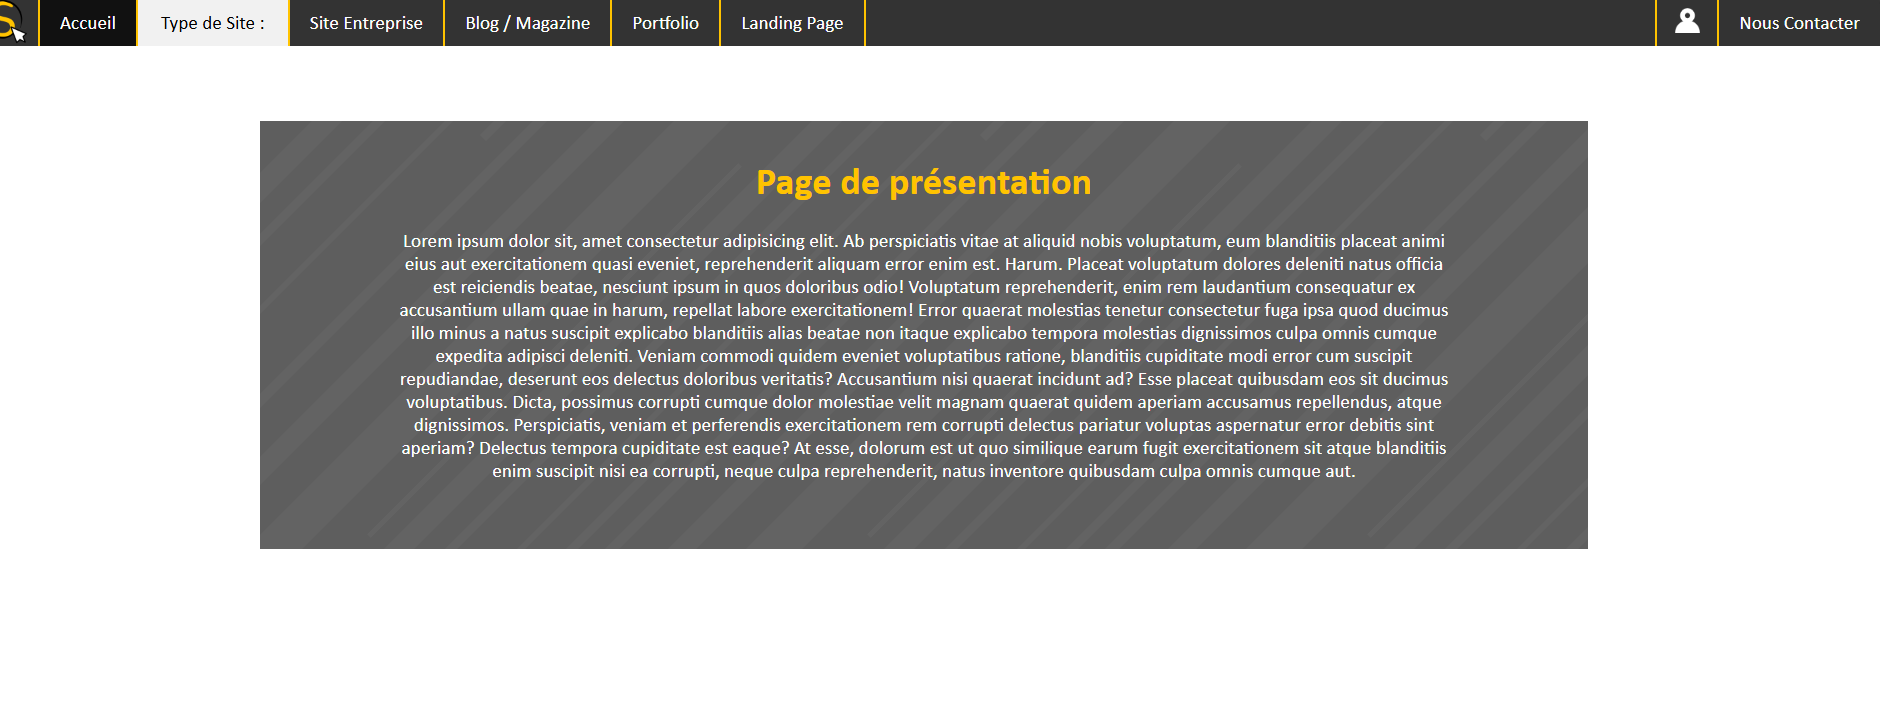 Accueil
Type de Site :
Site Entreprise
Blog / Magazine
Portfolio
Landing Page
Nous Contacter
Page de présentation
Lorem ipsum dolor sit, amet consectetur adipisicing elit. Ab perspiciatis vitae at aliquid nobis voluptatum, eum blanditiis placeat animi
eius aut exercitationem quasi eveniet, reprehenderit aliquam error enim est. Harum. Placeat voluptatum dolores deleniti natus officia
est reiciendis beatae, nesciunt ipsum in quos doloribus odio! Voluptatum reprehenderit, enim rem laudantium consequatur ex
accusantium ullam quae in harum, repellat labore exercitationem! Error quaerat molestias tenetur consectetur fuga ipsa quod ducimus
illo minus a natus suscipit explicabo blanditiis alias beatae non itaque explicabo tempora molestias dignissimos culpa omnis cumque
expedita adipisci deleniti. Veniam commodi quidem eveniet voluptatibus ratione, blanditiis cupiditate modi error cum suscipit
repudiandae, deserunt eos delectus doloribus veritatis? Accusantium nisi quaerat incidunt ad? Esse placeat quibusdam eos sit ducimus
voluptatibus. Dicta, possimus corrupti cumque dolor molestiae velit magnam quaerat quidem aperiam accusamus repellendus, atque
dignissimos. Perspiciatis, veniam et perferendis exercitationem rem corrupti delectus pariatur voluptas aspernatur error debitis sint
aperiam? Delectus tempora cupiditate est eaque? At esse, dolorum est ut quo similique earum fugit exercitationem sit atque blanditiis
enim suscipit nisi ea corrupti, neque culpa reprehenderit, natus inventore quibusdam culpa omnis cumque aut.